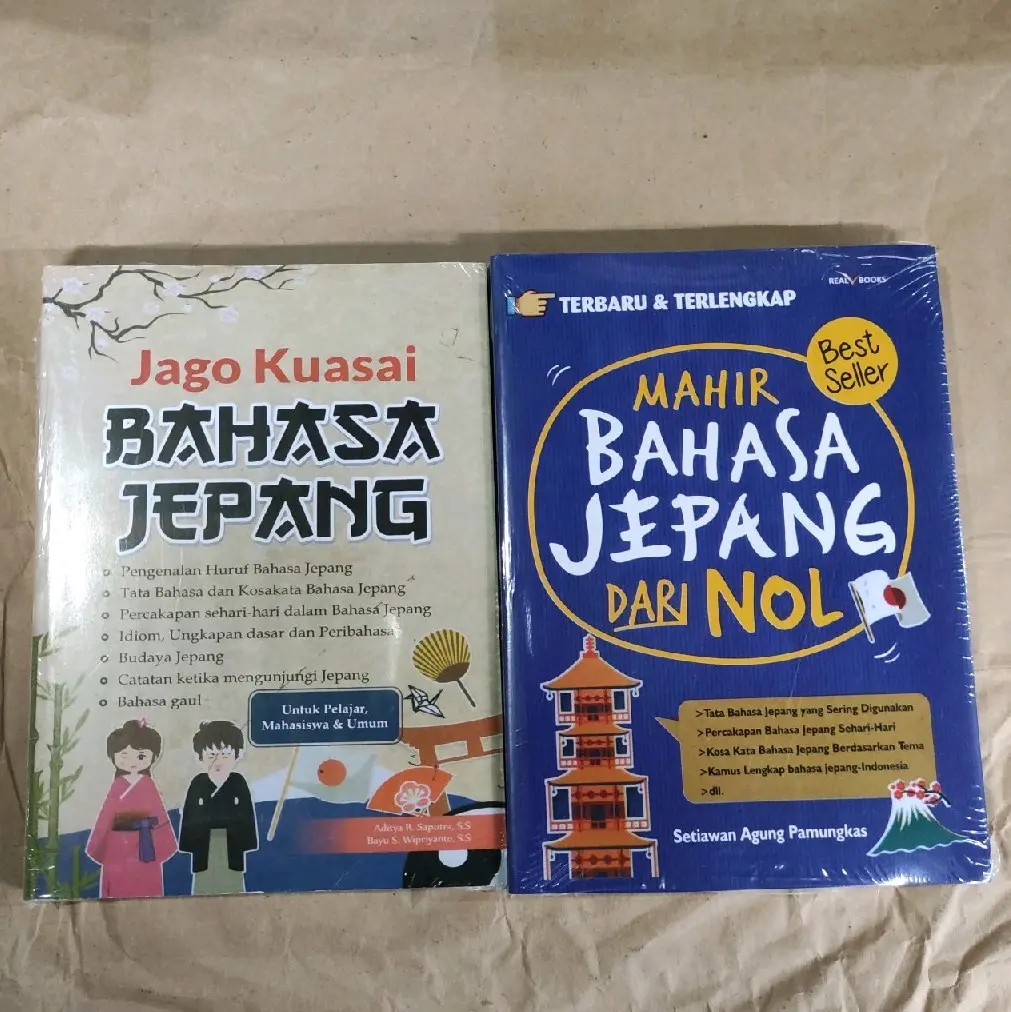 Jago Kuasai
BAHASA
JEPANG
Pengenalan Huruf Bahasa Jepang
Tata Bahasa dan Kosakata Bahasa Jepang
Percakapan sehari-hari dalam Bahasa Jepang
Idiom, Ungkapan dasar dan Peribahasa
Budaya Jepang
Catatan ketika mengunjungi Jepang
Bahasa gaul
Untuk Pelajar,
Mahasiswa & Umum
Aditya R. Saputra, S.S
Bayu S. Wipriyanto, S.S
REAL BOOKS
TERBARU & TERLENGKAP
Best
Seller
MAHIR
BAHASA
JEPANG
DARI NOL
>Tata Bahasa Jepang yang Sering Digunakan
>Percakapan Bahasa Jepang Sehari-Hari
>Kosa Kata Bahasa Jepang Berdasarkan Tema
>Kamus Lengkap bahasa jepang-Indonesia
>dll.
Setiawan Agung Pamungkas